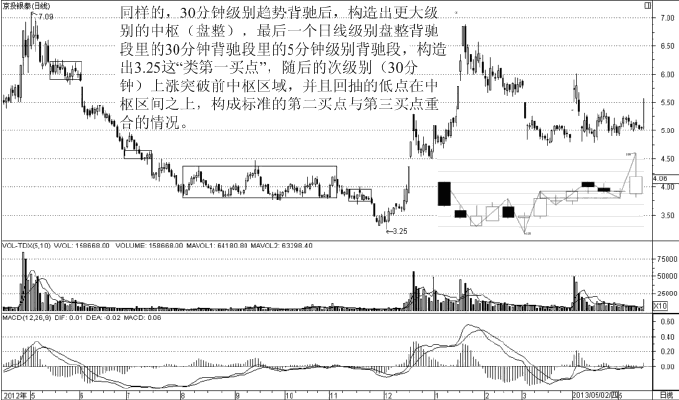 京投银泰(日线)
7.09
同样的，30分钟级别趋势背驰后，构造出更大级
别的中枢（盘整），最后一个日线级别盘整背驰
段里的30分钟背驰段里的5分钟级别背驰段，构造
出3.25这“类第一买点”，随后的次级别（30分
钟）上涨突破前中枢区域，并且回抽的低点在中
枢区间之上，构成标准的第二买点与第三买点重
合的情况。
6.50
6.00
5.50
5.00
4.50
4.06
4.00
3.50
3.25
VOL-TDX(5,10) VVOL: 158668.00 VOLUME: 158668.00 MAVOL1: 64180.80 MAVOL2: 63298.40
75000
50000
25000
X10
MACD(12,26,9) DIF: 0.01 DEA: -0.02 MACD: 0.06
0.60
0.40
0.20
0.00
2012年 5 6 7 8 9 10 11 12 1 2 3 2013/05/02/四 日线